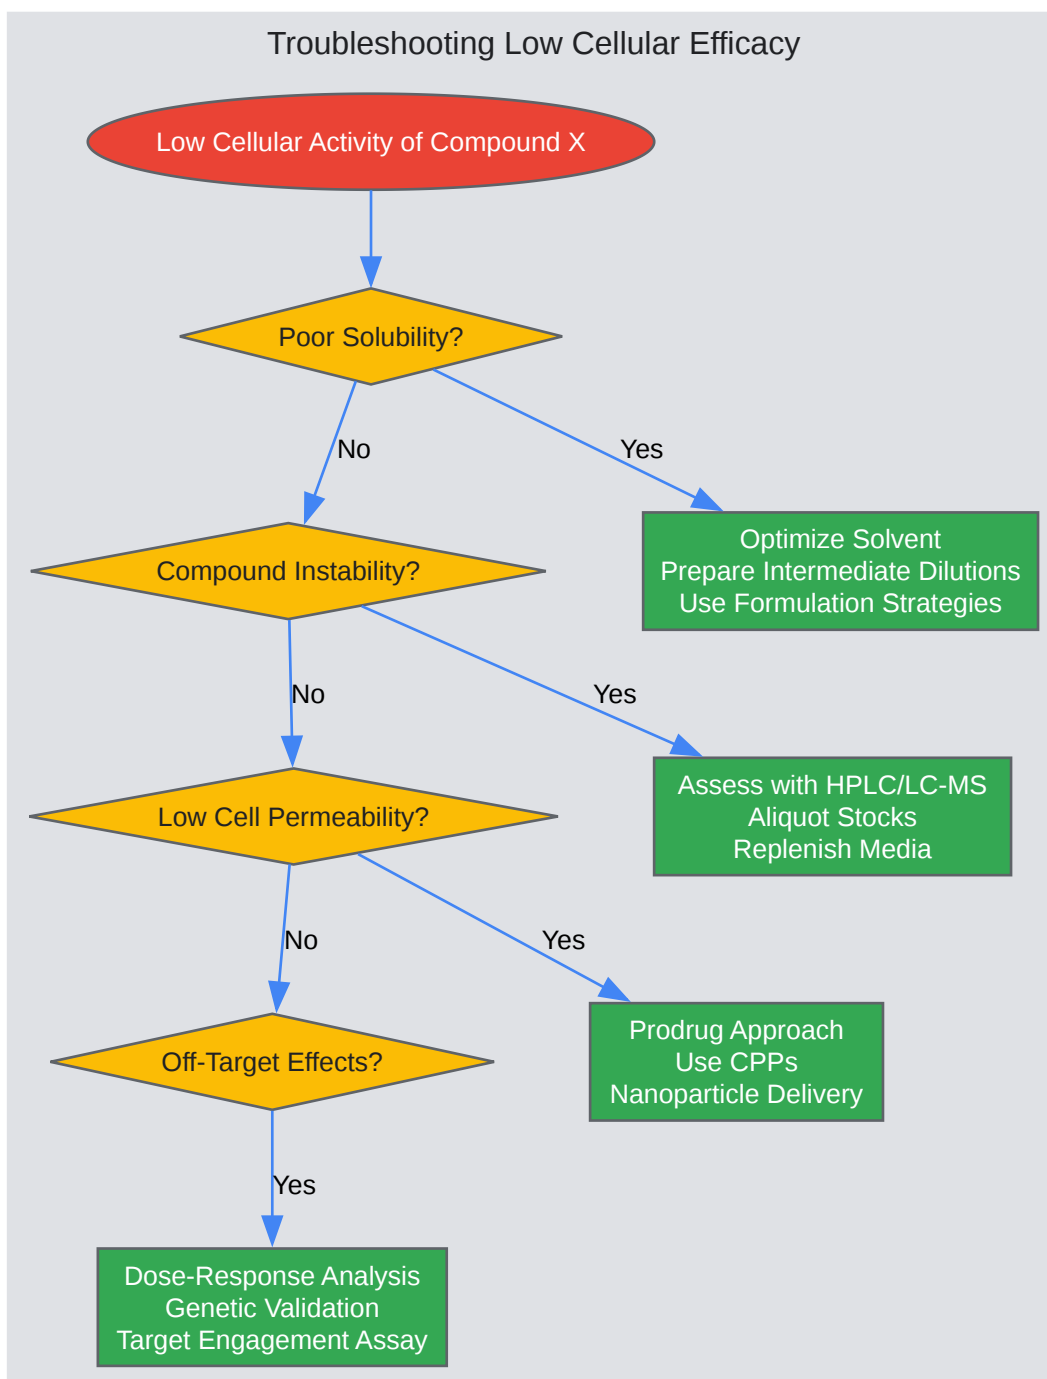 Troubleshooting Low Cellular Efficacy
Low Cellular Activity of Compound X
Poor Solubility?
No
Yes
Optimize Solvent
Prepare Intermediate Dilutions
Use Formulation Strategies
Compound Instability?
No
Yes
Assess with HPLC/LC-MS
Aliquot Stocks
Replenish Media
Low Cell Permeability?
No
Yes
Prodrug Approach
Use CPPs
Nanoparticle Delivery
Off-Target Effects?
Yes
Dose-Response Analysis
Genetic Validation
Target Engagement Assay